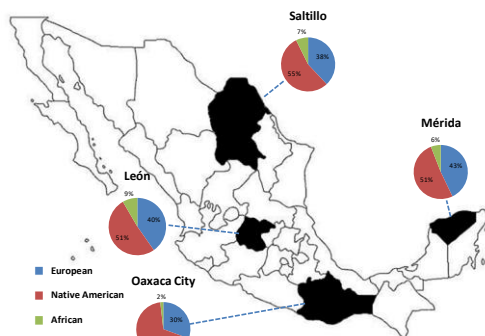 Saltillo
7%
38%
55%
Mérida
6%
43%
51%
León
9%
40%
51%
European
Native American
African
Oaxaca City
2%
30%